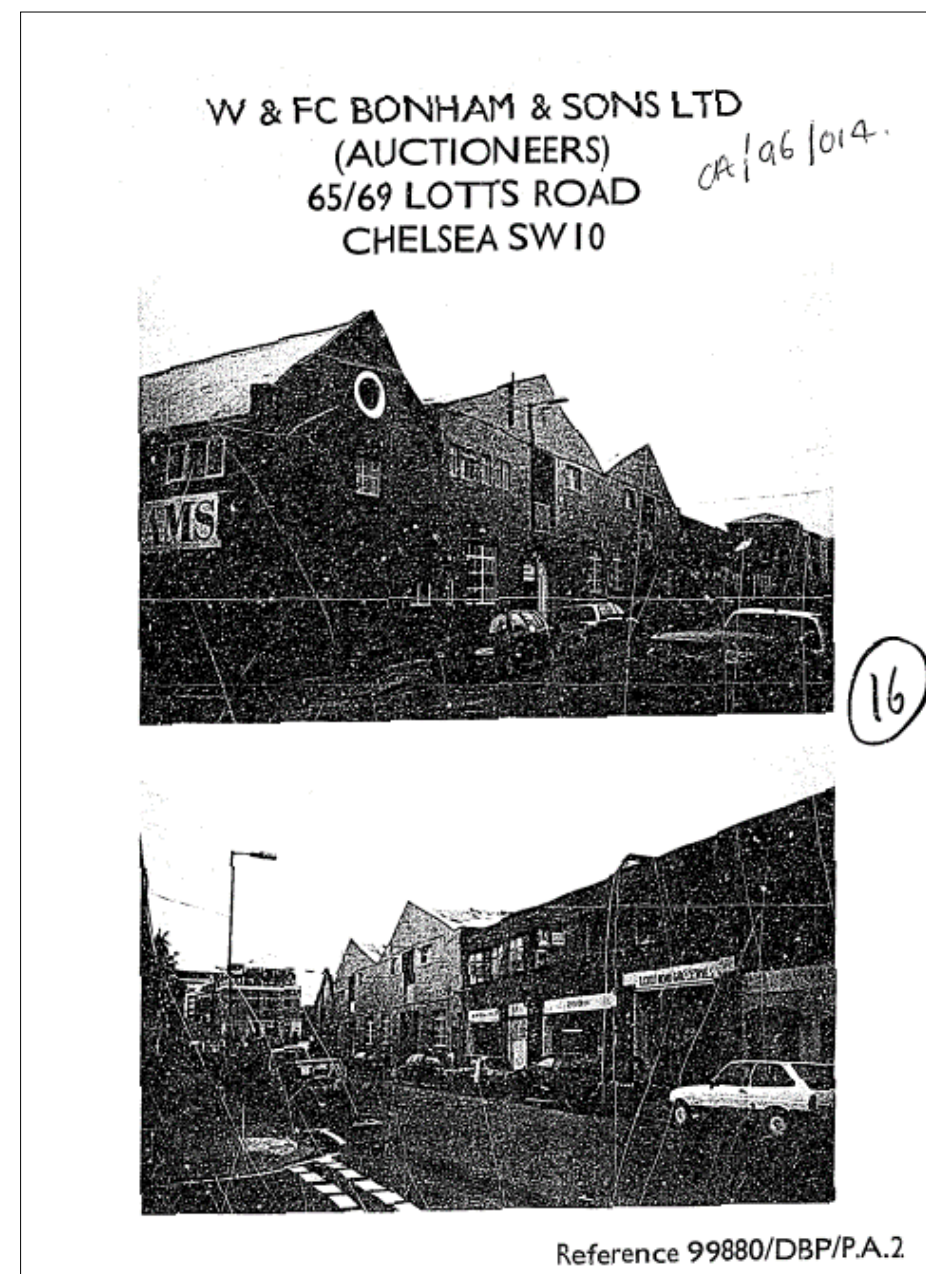 W & FC BONHAM & SONS LTD
(AUCTIONEERS)
65/69 LOTTS ROAD
CHELSEA SW10
CA/96/014.
AMS
16
Reference 99880/DBP/P.A.2